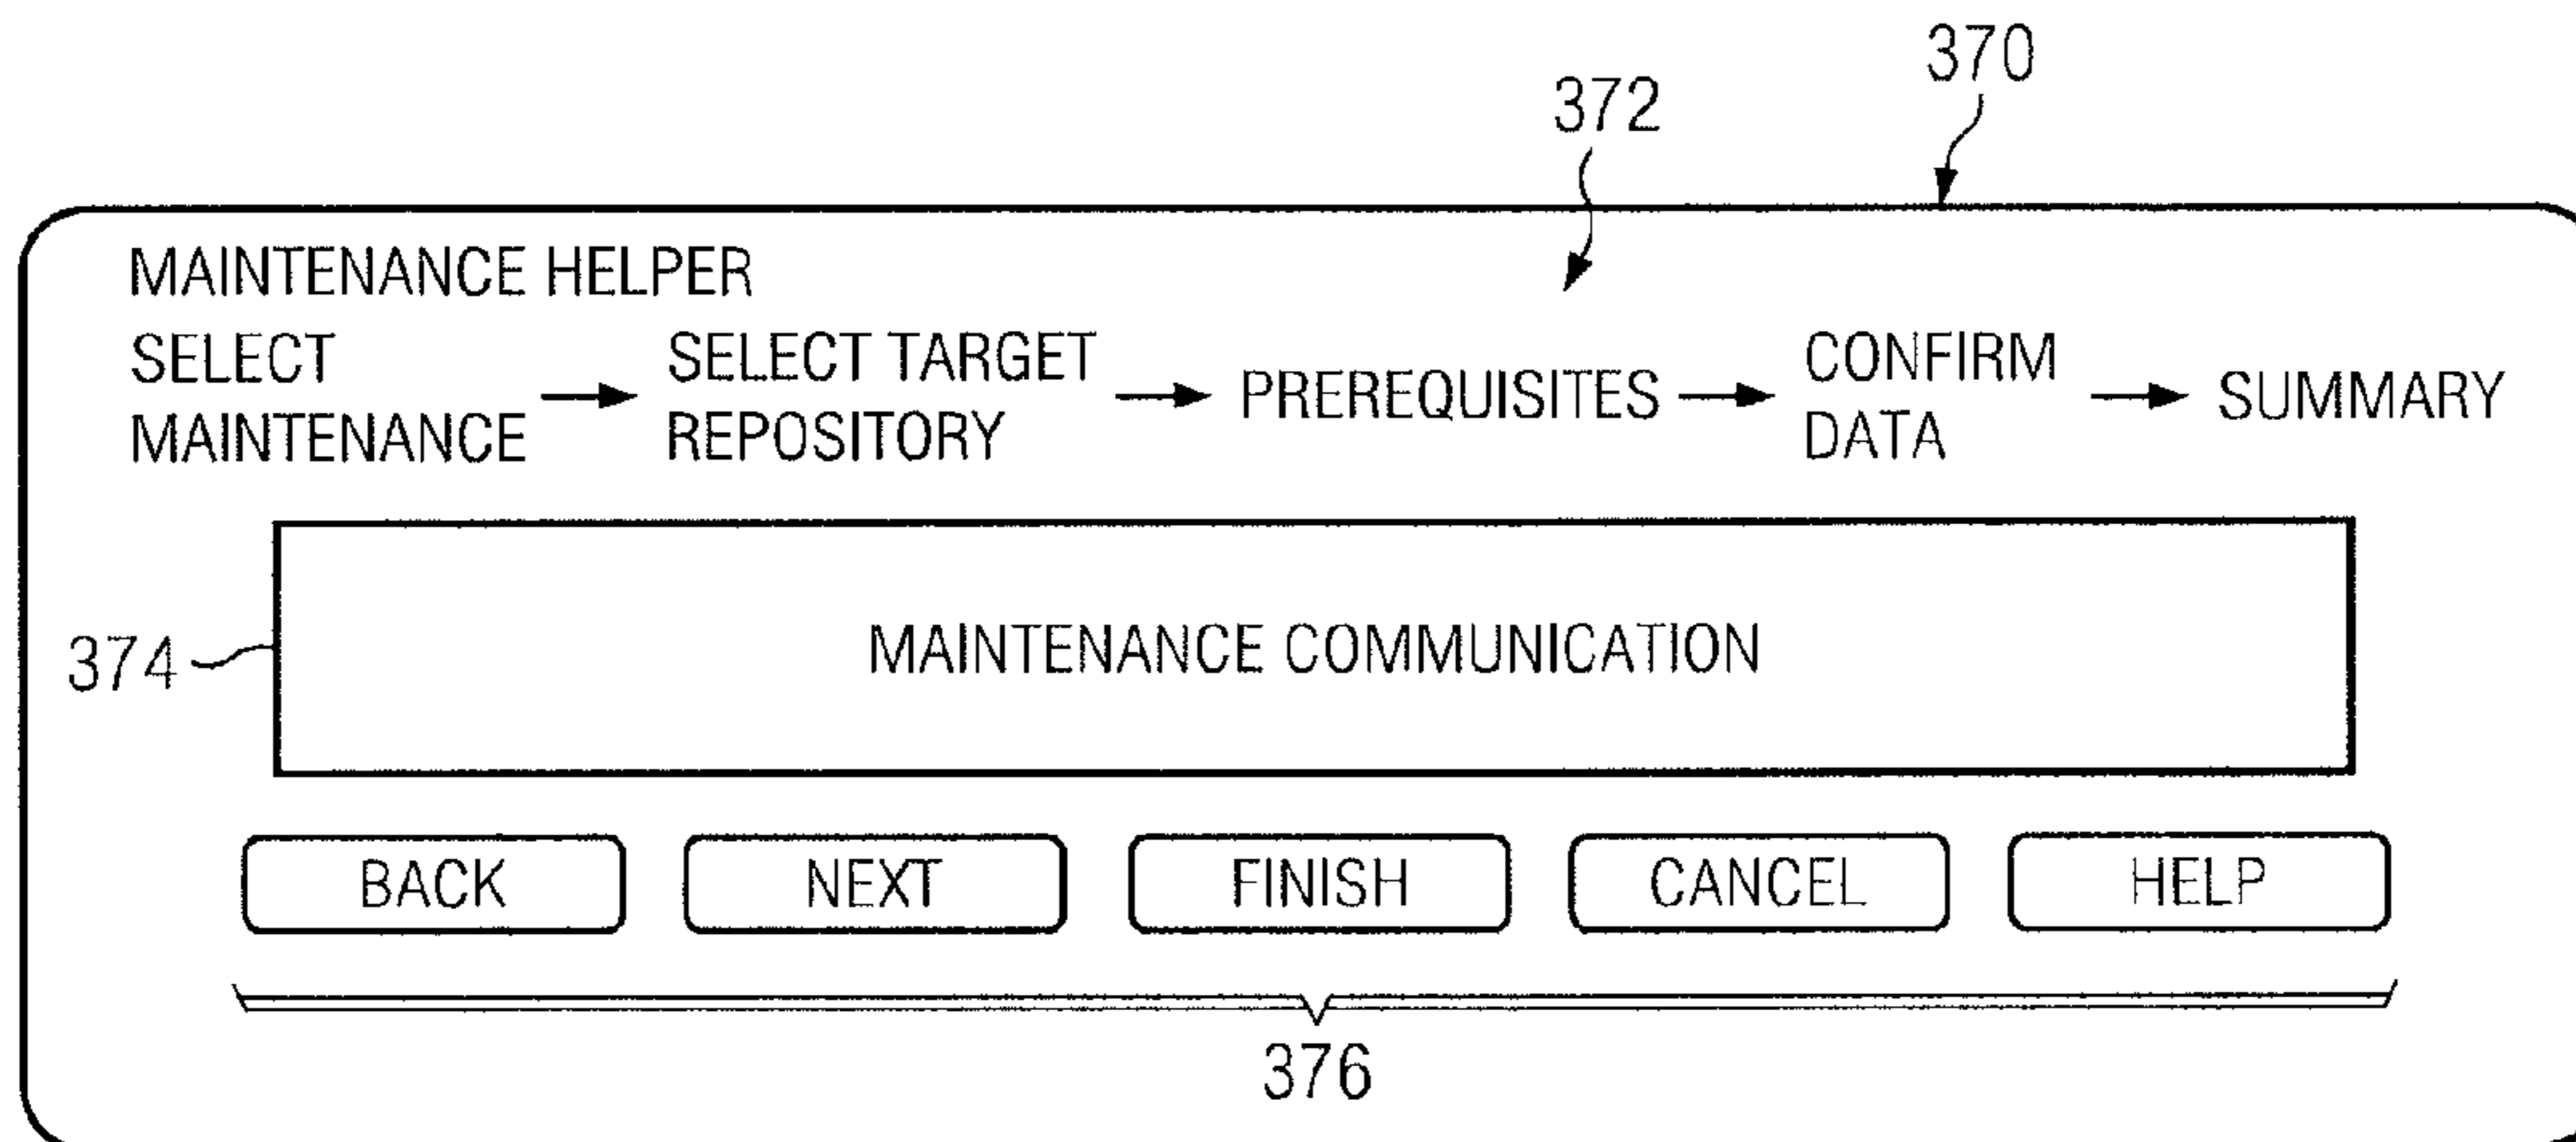 370
372
MAINTENANCE HELPER
SELECT
MAINTENANCE
SELECT TARGET
REPOSITORY
PREREQUISITES
CONFIRM
DATA
SUMMARY
374
MAINTENANCE COMMUNICATION
BACK
NEXT
FINISH
CANCEL
HELP
376